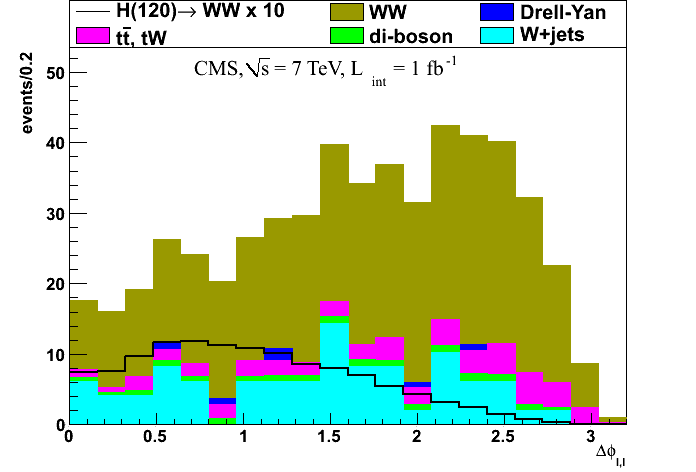 H(120)→ WW x 10 WW Drell-Yan
tt̅, tW di-boson W+jets
CMS, √s = 7 TeV, L int = 1 fb⁻¹
events/0.2
50
40
30
20
10
0
0 0.5 1 1.5 2 2.5 3
Δϕ l,l